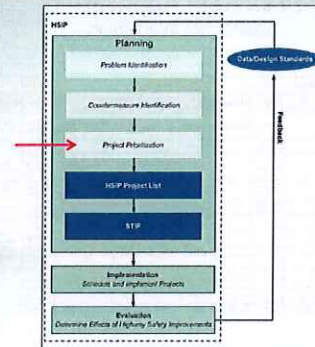 HSIP
Planning
Problem Identification
Countermeasure Identification
Project Prioritization
HSIP Project List
STIP
Implementation
Schedule and Implement Projects
Evaluation
Determine Effects of Highway Safety Improvements
Data/Design Standards
Feedback